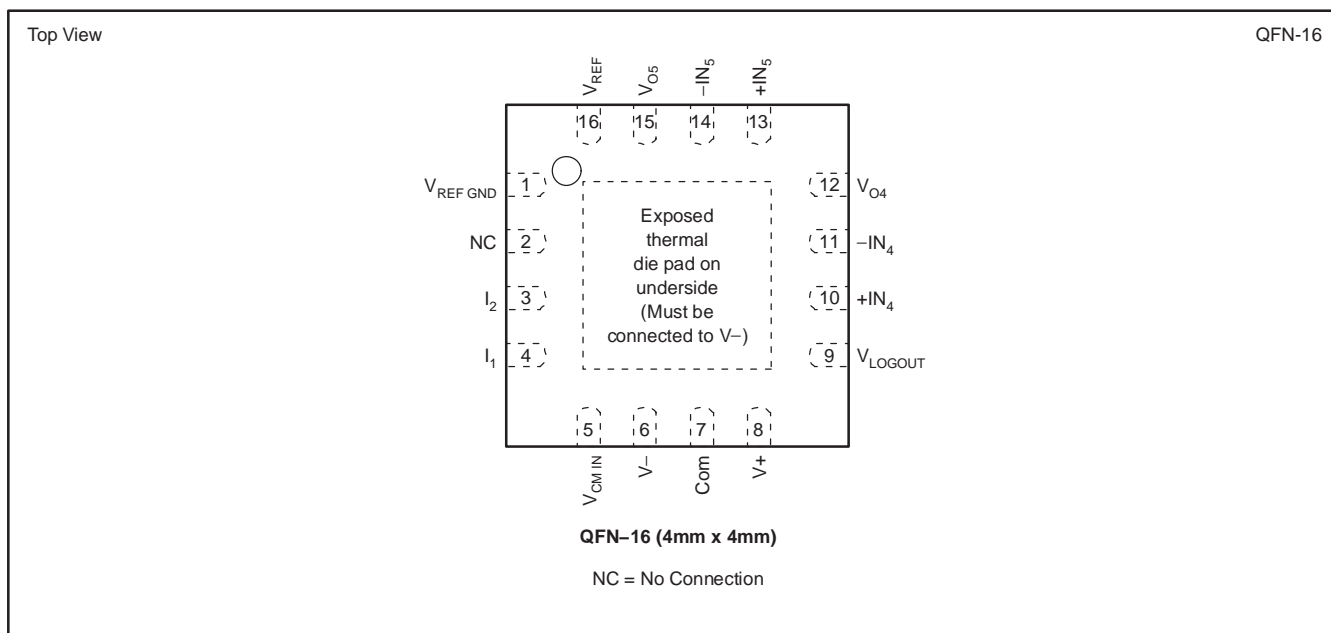 Top View
QFN-16
V_REF
V_O5
−IN_5
+IN_5
16
15
14
13
V_REF GND
1
NC
2
I_2
3
I_1
4
Exposed
thermal
die pad on
underside
(Must be
connected to V−)
12
V_O4
11
−IN_4
10
+IN_4
9
V_LOGOUT
5
6
7
8
V_CM IN
V−
Com
V+
QFN−16 (4mm x 4mm)
NC = No Connection